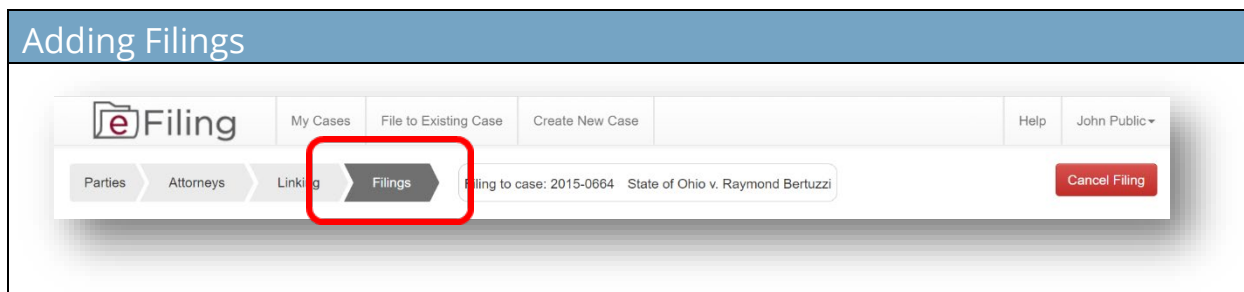 Adding Filings
eFiling My Cases File to Existing Case Create New Case Help John Public
Parties Attorneys Linking Filings Filing to case: 2015-0664 State of Ohio v. Raymond Bertuzzi Cancel Filing